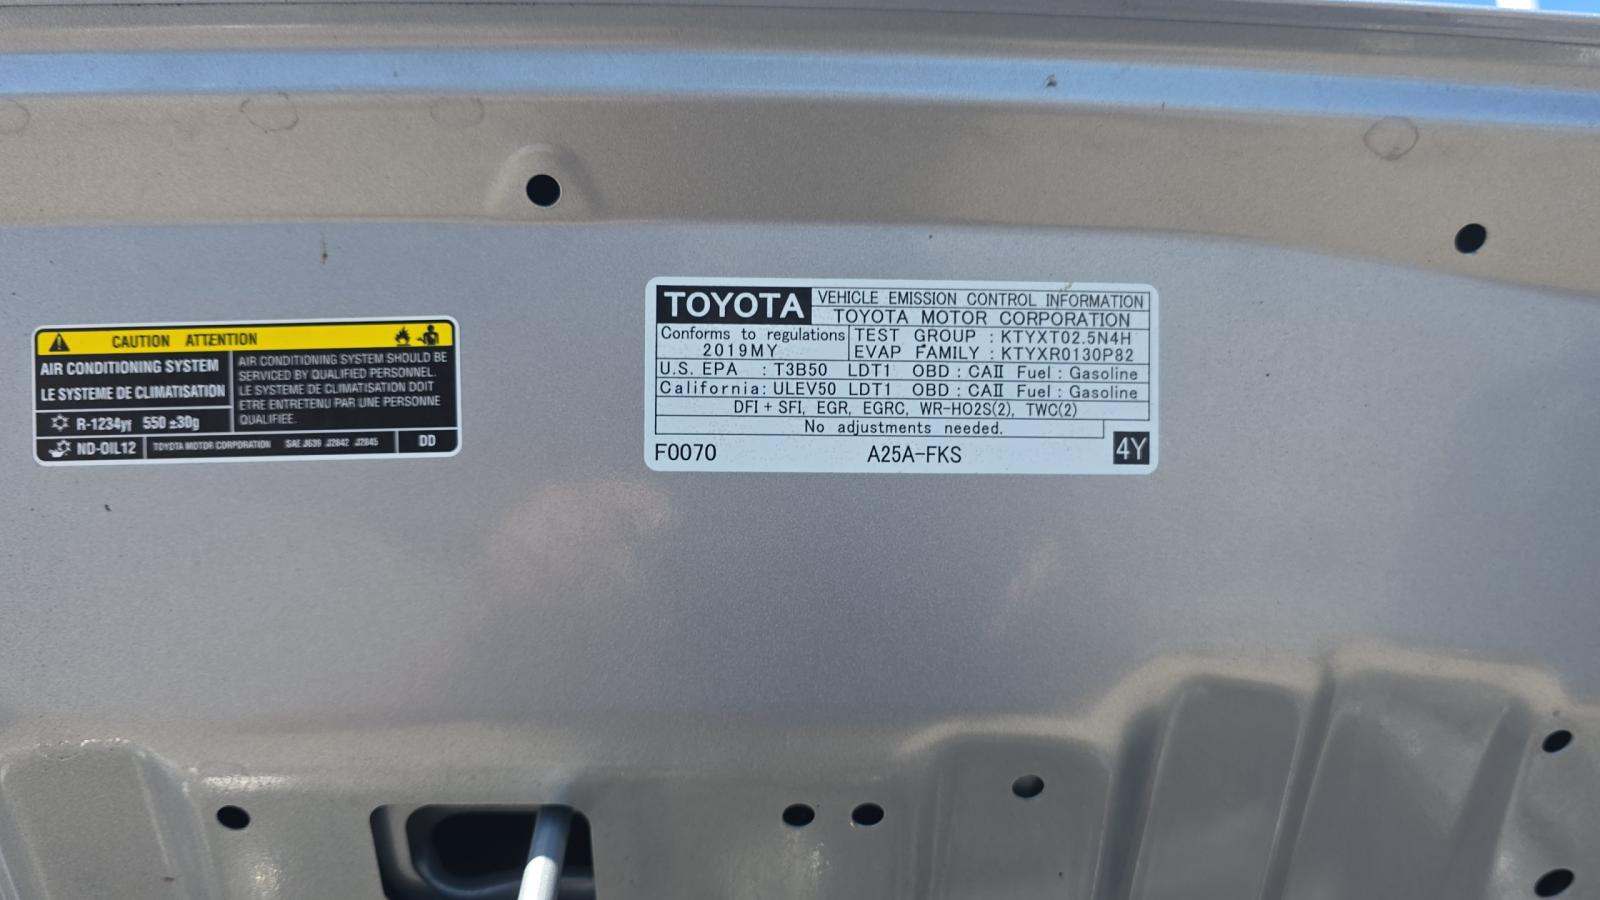 CAUTION ATTENTION
AIR CONDITIONING SYSTEM
LE SYSTEME DE CLIMATISATION
AIR CONDITIONING SYSTEM SHOULD BE
SERVICED BY QUALIFIED PERSONNEL.
LE SYSTEME DE CLIMATISATION DOIT
ETRE ENTRETENU PAR UNE PERSONNE
QUALIFIEE.
R-1234yf 550 ±30g
ND-OIL12 TOYOTA MOTOR CORPORATION SAE J639 J2842 J2845 DD
TOYOTA VEHICLE EMISSION CONTROL INFORMATION
TOYOTA MOTOR CORPORATION
Conforms to regulations
2019MY
TEST GROUP : KTYXT02.5N4H
EVAP FAMILY : KTYXR0130P82
U.S. EPA : T3B50 LDT1 OBD : CAII Fuel : Gasoline
California : ULEV50 LDT1 OBD : CAII Fuel : Gasoline
DFI + SFI, EGR, EGRC, WR-HO2S(2), TWC(2)
No adjustments needed.
F0070 A25A-FKS 4Y